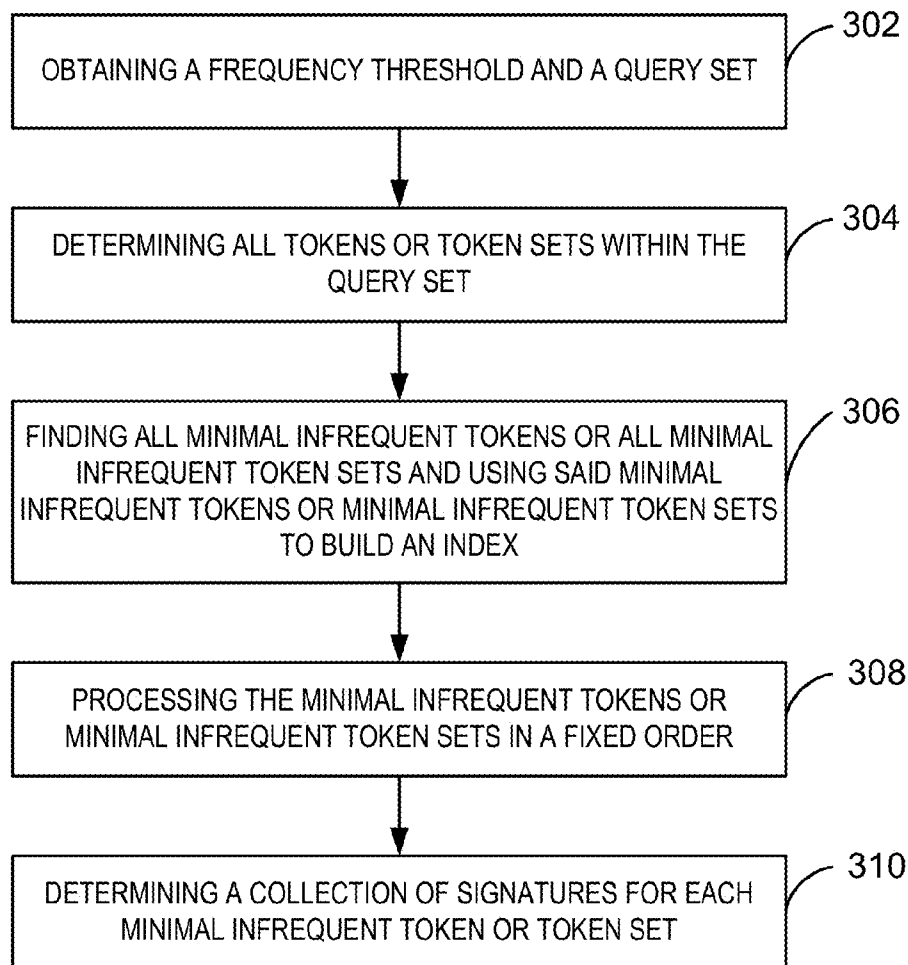 302
OBTAINING A FREQUENCY THRESHOLD AND A QUERY SET
304
DETERMINING ALL TOKENS OR TOKEN SETS WITHIN THE
QUERY SET
306
FINDING ALL MINIMAL INFREQUENT TOKENS OR ALL MINIMAL
INFREQUENT TOKEN SETS AND USING SAID MINIMAL
INFREQUENT TOKENS OR MINIMAL INFREQUENT TOKEN SETS
TO BUILD AN INDEX
308
PROCESSING THE MINIMAL INFREQUENT TOKENS OR
MINIMAL INFREQUENT TOKEN SETS IN A FIXED ORDER
310
DETERMINING A COLLECTION OF SIGNATURES FOR EACH
MINIMAL INFREQUENT TOKEN OR TOKEN SET